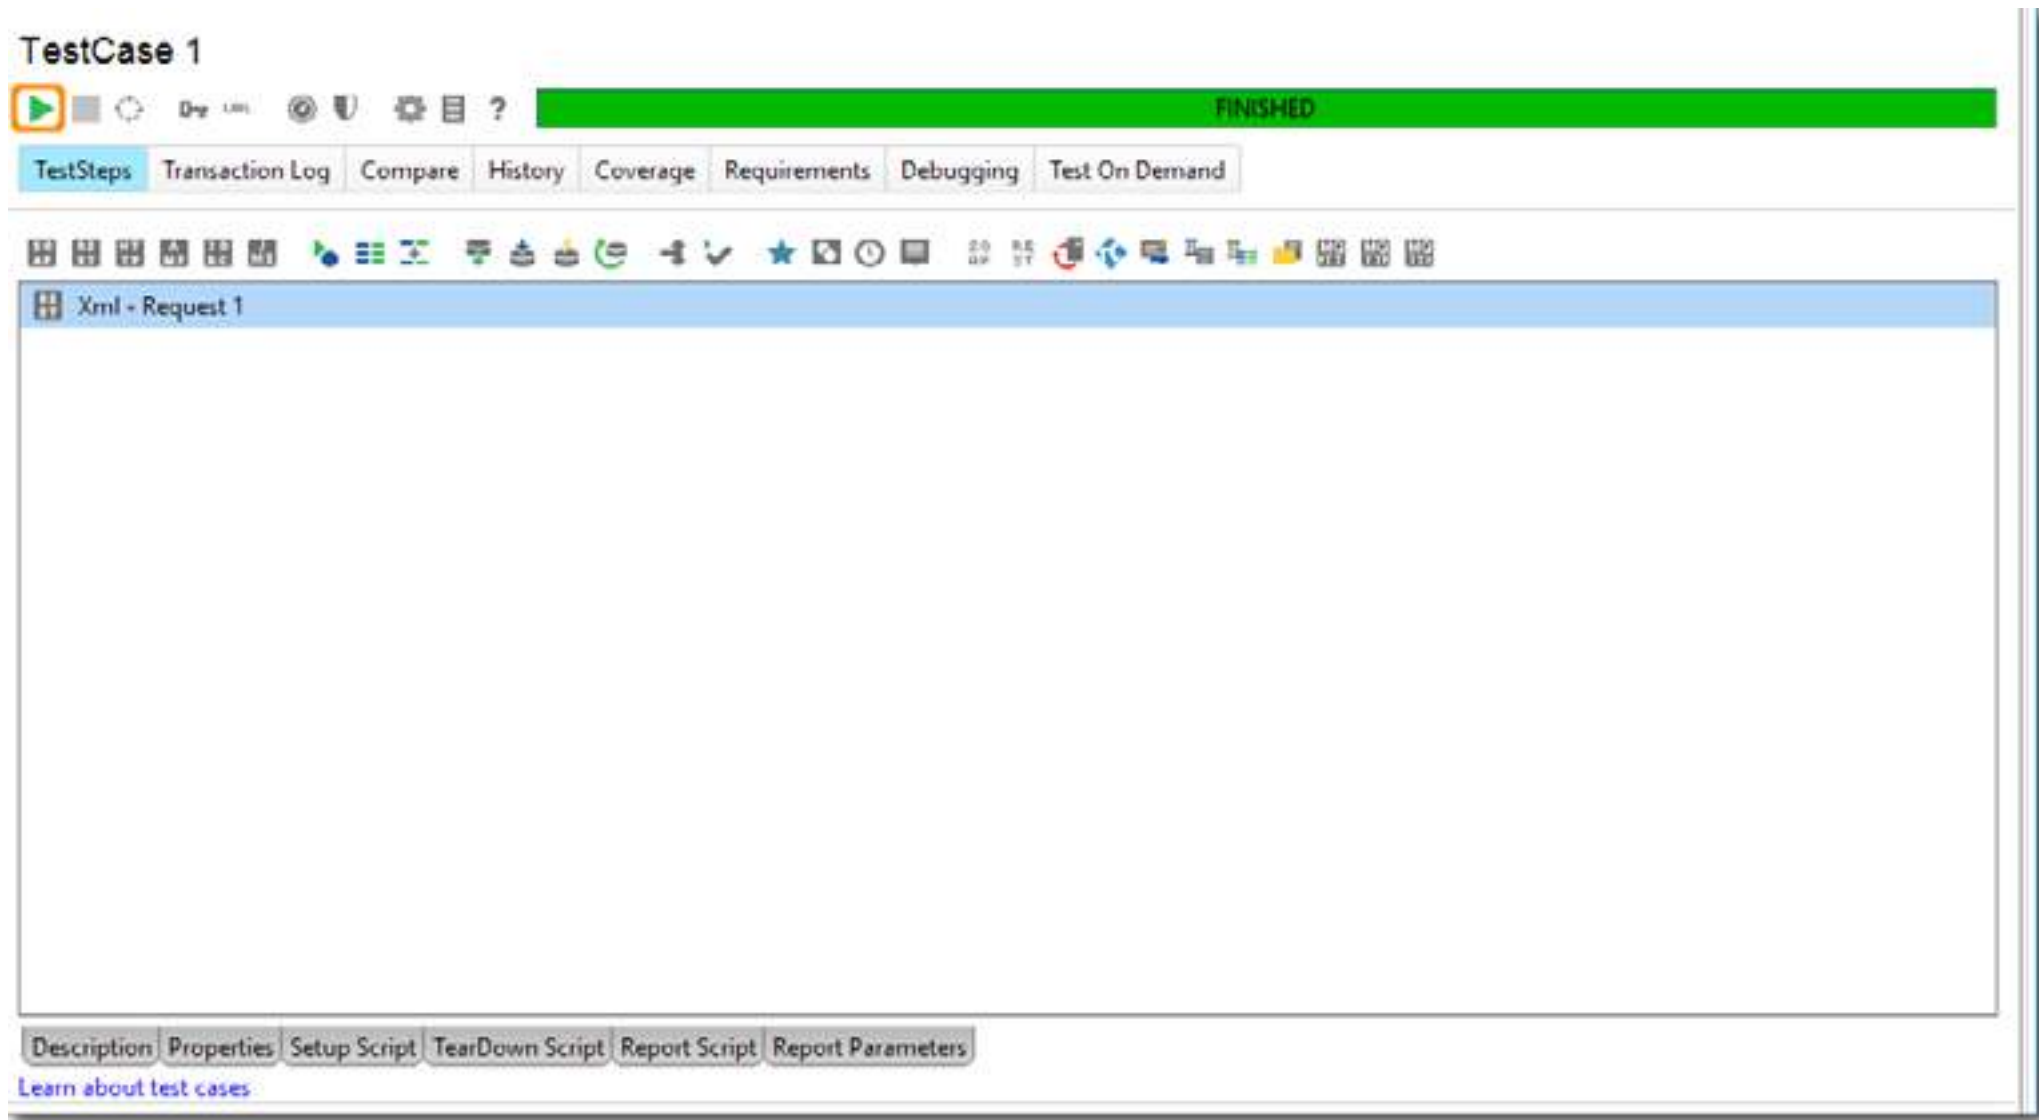 TestCase 1
?
FINISHED
TestSteps Transaction Log Compare History Coverage Requirements Debugging Test On Demand
Xml - Request 1
Description Properties Setup Script TearDown Script Report Script Report Parameters
Learn about test cases